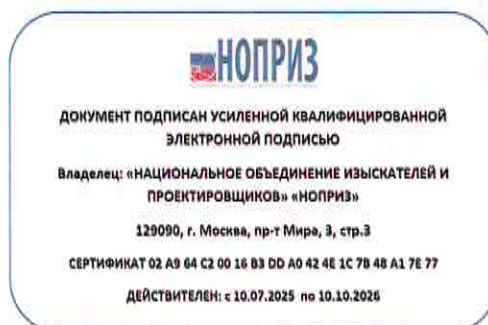 НОПРИЗ
ДОКУМЕНТ ПОДПИСАН УСИЛЕННОЙ КВАЛИФИЦИРОВАННОЙ
ЭЛЕКТРОННОЙ ПОДПИСЬЮ
Владелец: «НАЦИОНАЛЬНОЕ ОБЪЕДИНЕНИЕ ИЗЫСКАТЕЛЕЙ И
ПРОЕКТИРОВЩИКОВ» «НОПРИЗ»
129090, г. Москва, пр-т Мира, 3, стр.3
СЕРТИФИКАТ 02 A9 64 C2 00 16 B3 DD A0 42 4E 1C 7B 48 A1 7E 77
ДЕЙСТВИТЕЛЕН: с 10.07.2025 по 10.10.2026